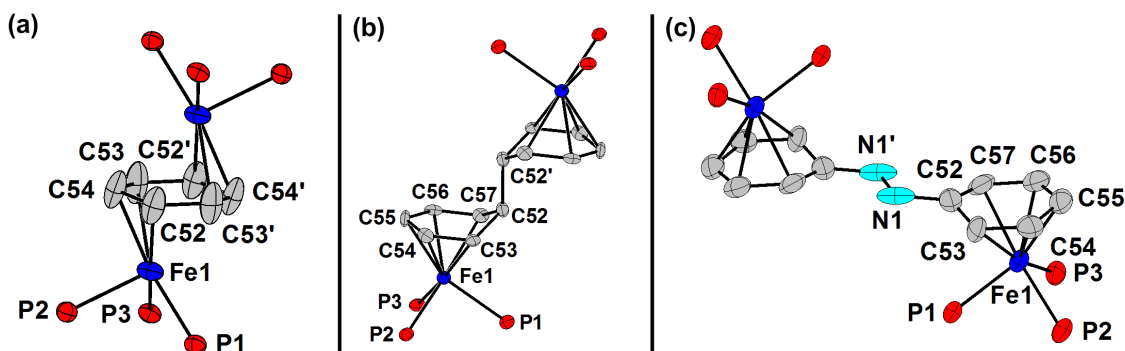 (a)
C53
C52'
C54
C54'
C52
C53'
Fe1
P2
P3
P1
(b)
C52'
C56
C57
C55
C52
C54
C53
Fe1
P3
P2
P1
(c)
N1'
C52
C57
C56
C55
N1
C53
C54
P3
Fe1
P1
P2